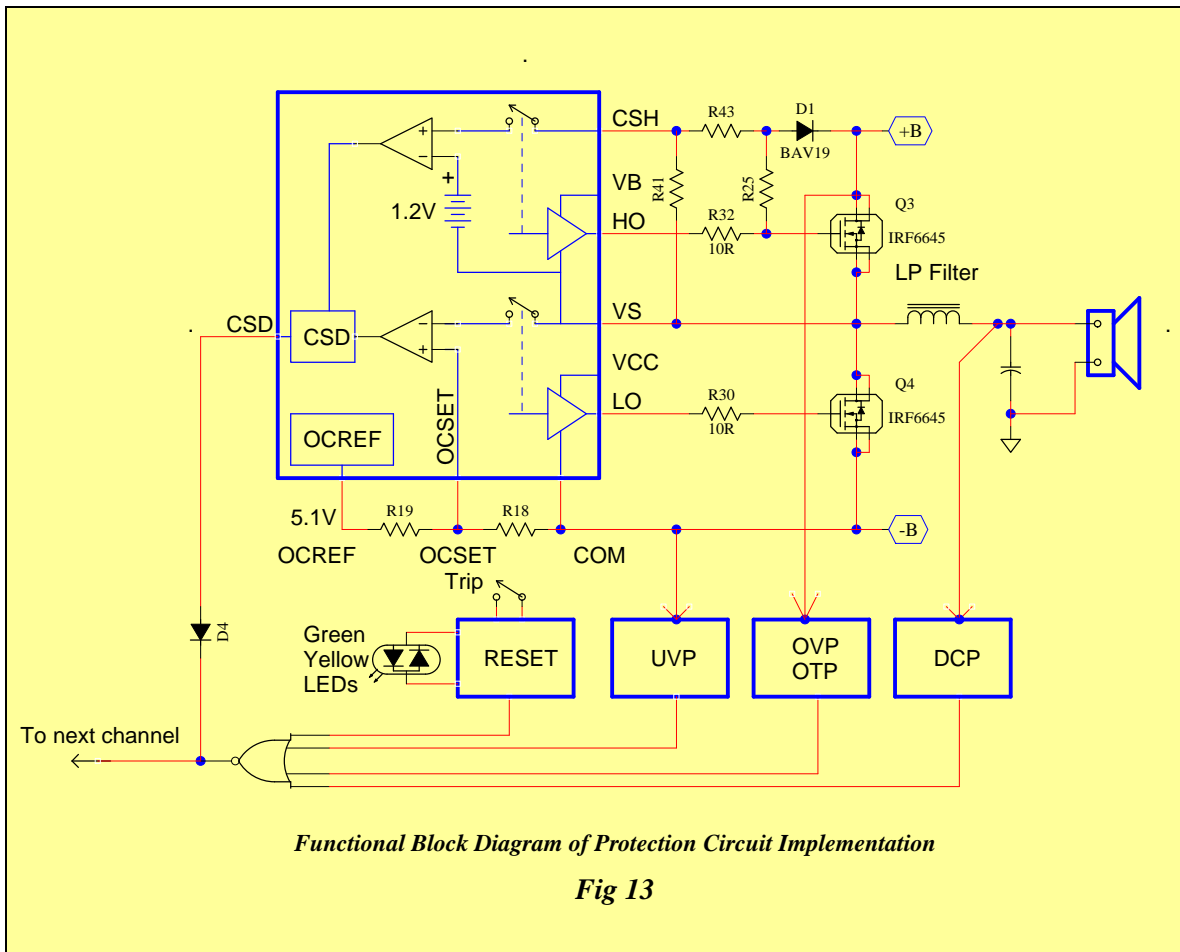 CSH
R43
D1
BAV19
+B
R41
R25
VB
1.2V
+
+
−
HO
R32
10R
Q3
IRF6645
LP Filter
CSD
CSD
−
+
VS
VCC
LO
R30
10R
Q4
IRF6645
OCREF
OCSET
5.1V
R19
R18
-B
OCREF
OCSET
COM
Trip
D4
Green
Yellow
LEDs
RESET
UVP
OVP
OTP
DCP
To next channel
Functional Block Diagram of Protection Circuit Implementation
Fig 13